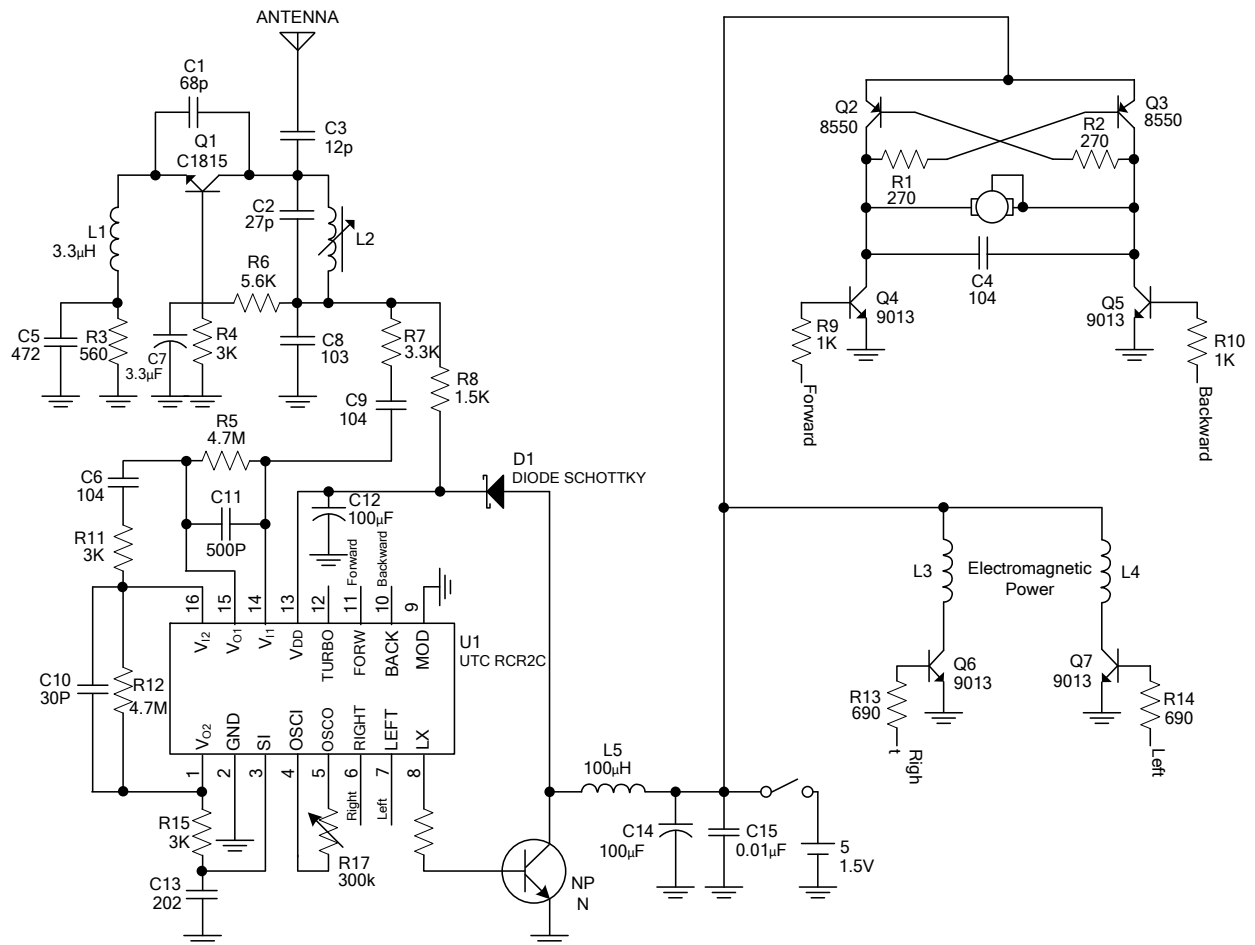 ANTENNA
C1
68p
Q1
C1815
C3
12p
C2
27p
L1
3.3μH
L2
R6
5.6K
C5
472
R3
560
C7
3.3μF
R4
3K
C8
103
R7
3.3K
R8
1.5K
C9
104
R5
4.7M
C6
104
C11
500P
R11
3K
D1
DIODE SCHOTTKY
C12
100μF
Forward
Backward
16
15
14
13
12
11
10
9
VI2
VO1
VI1
VDD
TURBO
FORW
BACK
MOD
U1
UTC RCR2C
C10
30P
R12
4.7M
VO2
GND
SI
OSCI
OSCO
RIGHT
LEFT
LX
1
2
3
4
5
6
7
8
Right
Left
R15
3K
C13
202
R17
300k
NP
N
L5
100μH
C14
100μF
C15
0.01μF
5
1.5V
Q2
8550
Q3
8550
R2
270
R1
270
C4
104
Q4
9013
Q5
9013
R9
1K
Forward
R10
1K
Backward
L3
Electromagnetic
Power
L4
Q6
9013
Q7
9013
R13
690
Righ
t
R14
690
Left